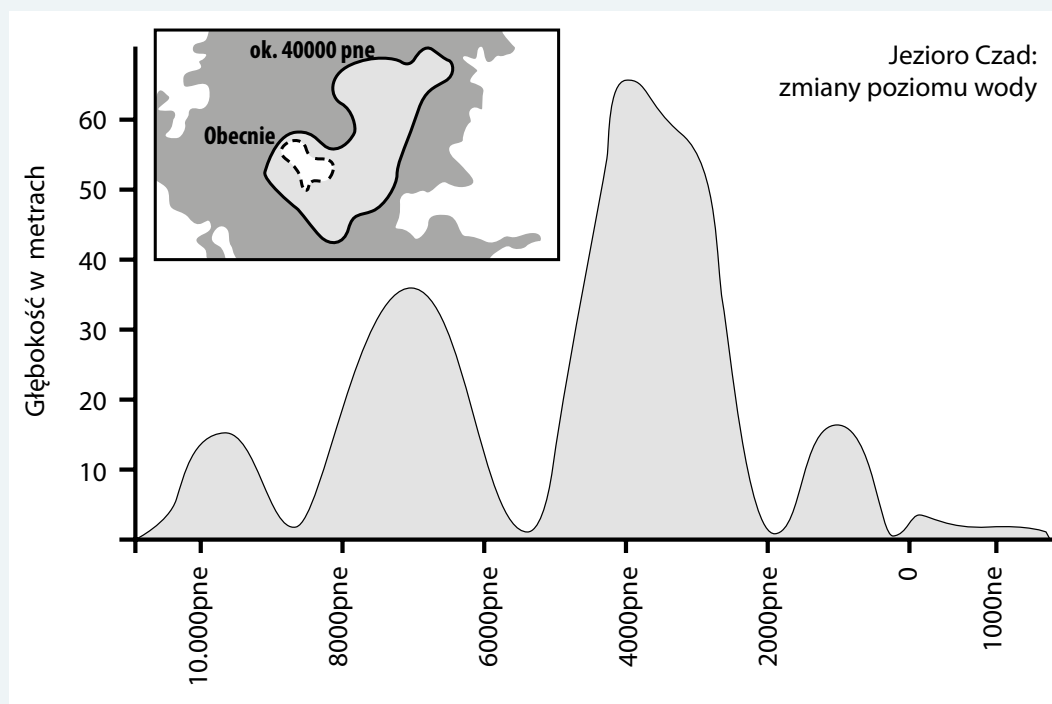 Jezioro Czad:
zmiany poziomu wody
ok. 40000 pne
Obecnie
Głębokość w metrach
60
50
40
30
20
10
10.000pne
8000pne
6000pne
4000pne
2000pne
0
1000ne